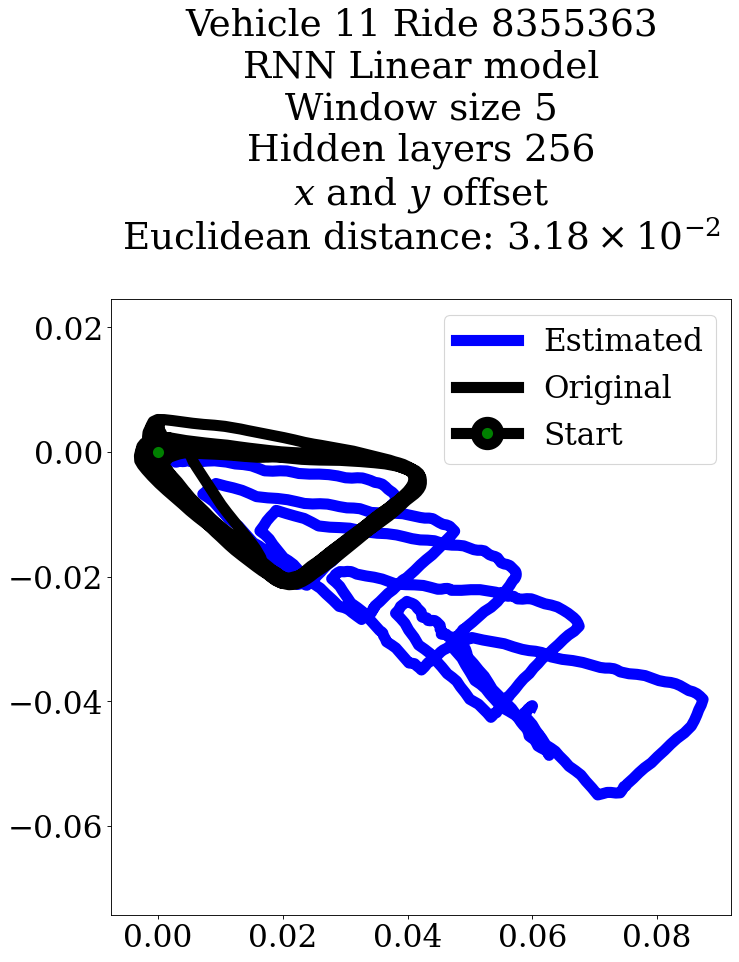 Vehicle 11 Ride 8355363
RNN Linear model
Window size 5
Hidden layers 256
x and y offset
Euclidean distance: 3.18 × 10⁻²
Estimated
Original
Start
0.02
0.00
−0.02
−0.04
−0.06
0.00 0.02 0.04 0.06 0.08